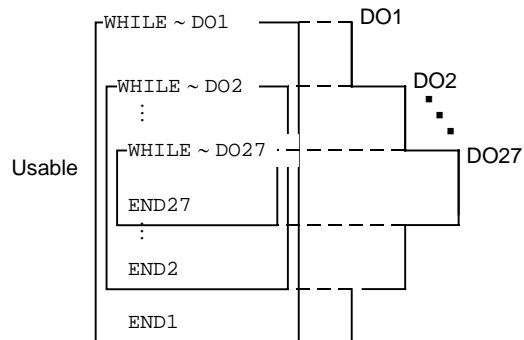 WHILE ~ DO1
DO1
WHILE ~ DO2
DO2
⋮
WHILE ~ DO27
DO27
Usable
END27
⋮
END2
END1